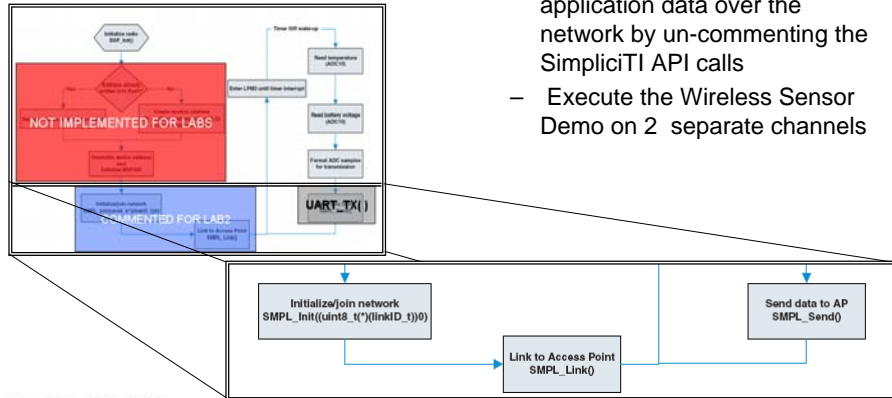 application data over the
network by un-commenting the
SimpliciTI API calls
– Execute the Wireless Sensor
Demo on 2 separate channels
Initialize radio
BSP_Init()
NOT IMPLEMENTED FOR LABS
Timer ISR wake-up
Enter LPM3 until timer interrupt
Read temperature
(ADC10)
Read battery voltage
(ADC10)
Format ADC samples
for transmission
Initialize/join network
COMMENTED FOR LAB2
Link to Access Point
SMPL_Link()
UART_TX( )
Initialize/join network
SMPL_Init((uint8_t(*)(linkID_t))0)
Link to Access Point
SMPL_Link()
Send data to AP
SMPL_Send()